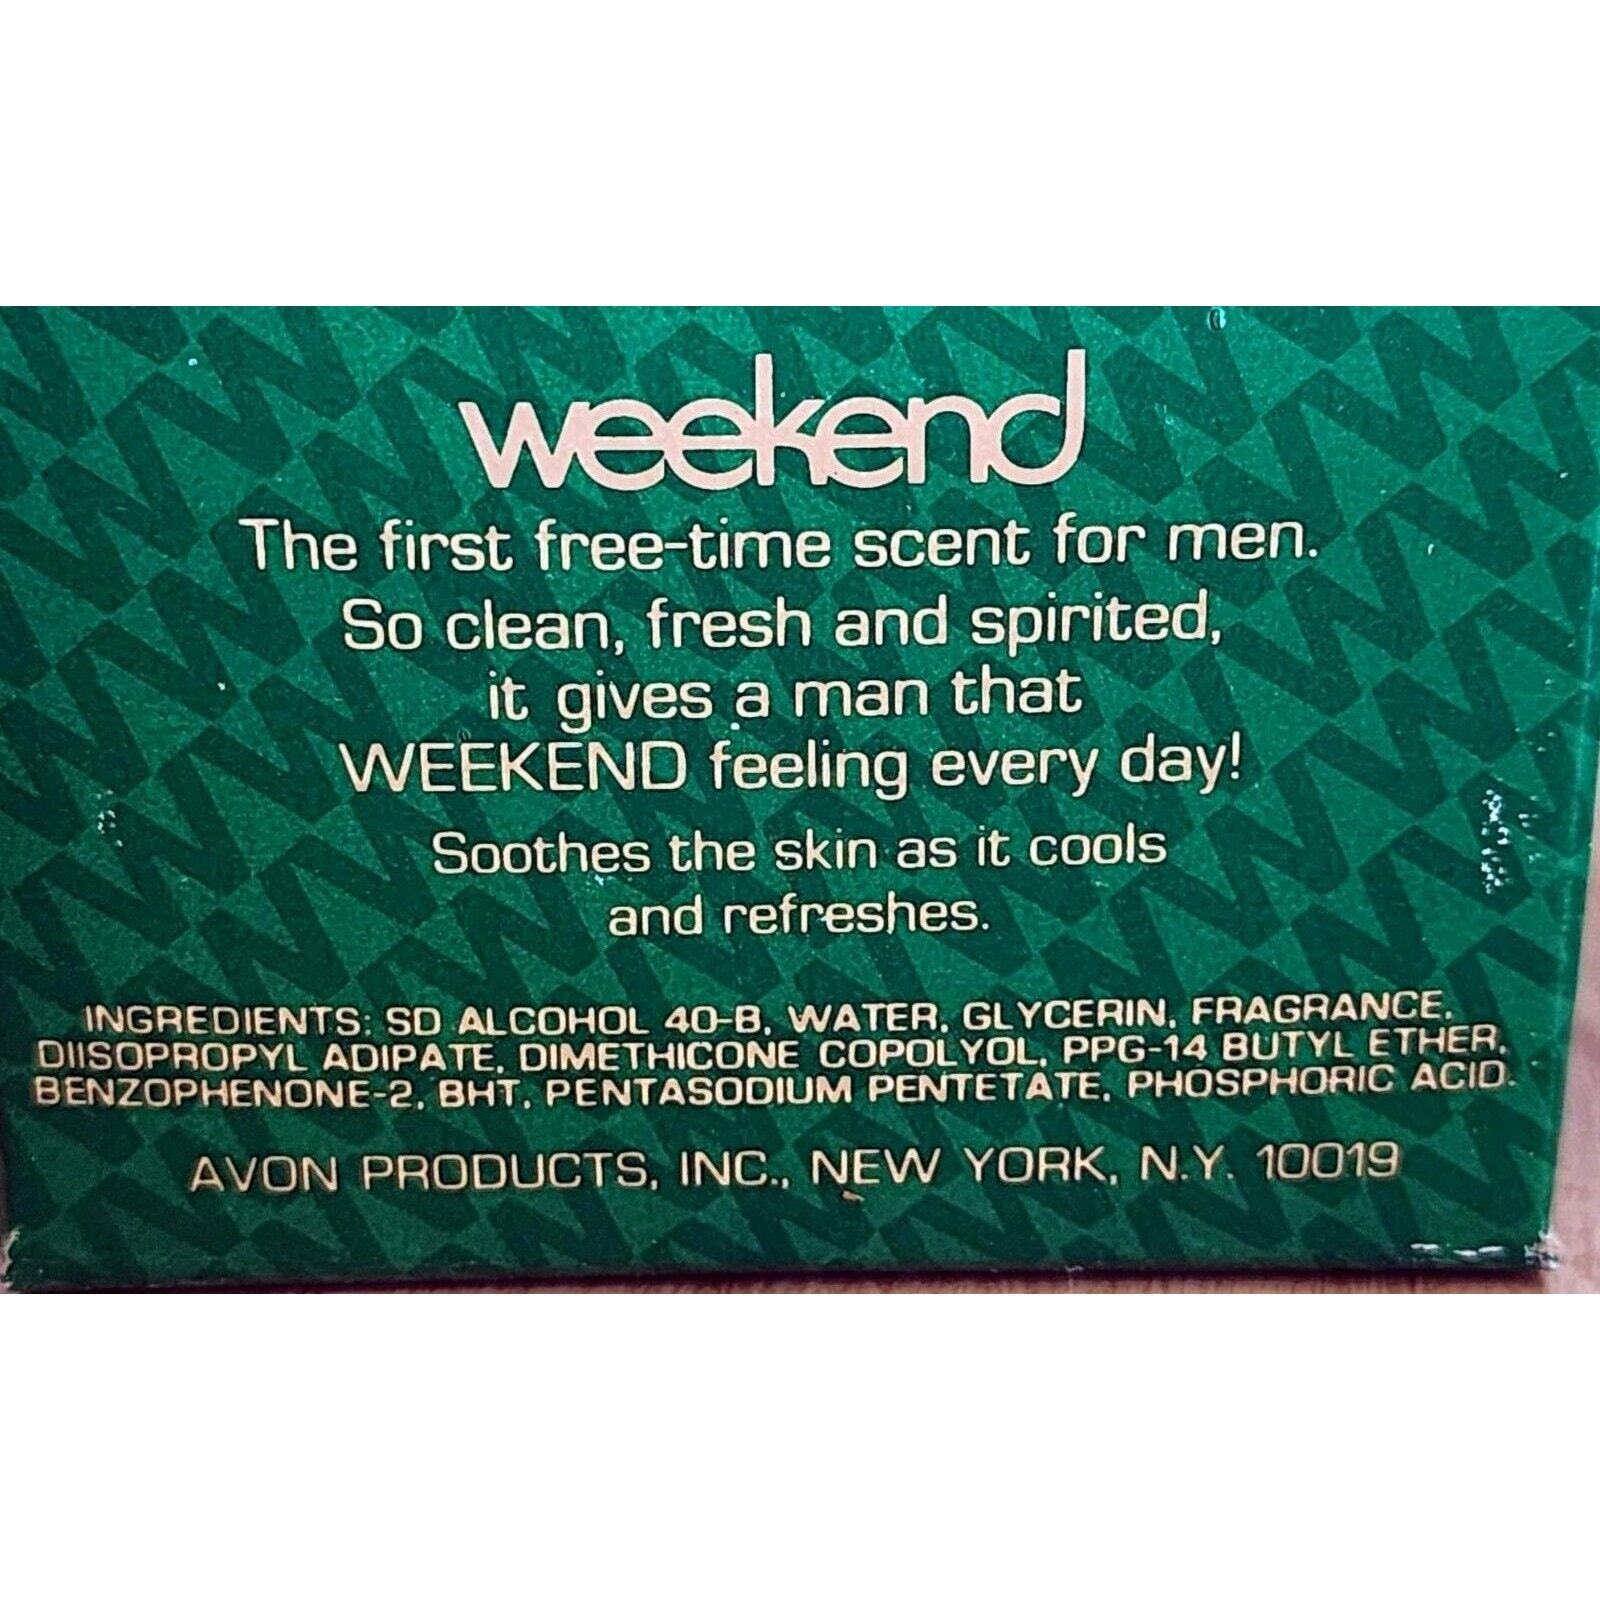 weekend
The first free-time scent for men.
So clean, fresh and spirited,
it gives a man that
WEEKEND feeling every day!
Soothes the skin as it cools
and refreshes.
INGREDIENTS: SD ALCOHOL 40-B, WATER, GLYCERIN, FRAGRANCE,
DIISOPROPYL ADIPATE, DIMETHICONE COPOLYOL, PPG-14 BUTYL ETHER,
BENZOPHENONE-2, BHT, PENTASODIUM PENTETATE, PHOSPHORIC ACID.
AVON PRODUCTS, INC., NEW YORK, N.Y. 10019